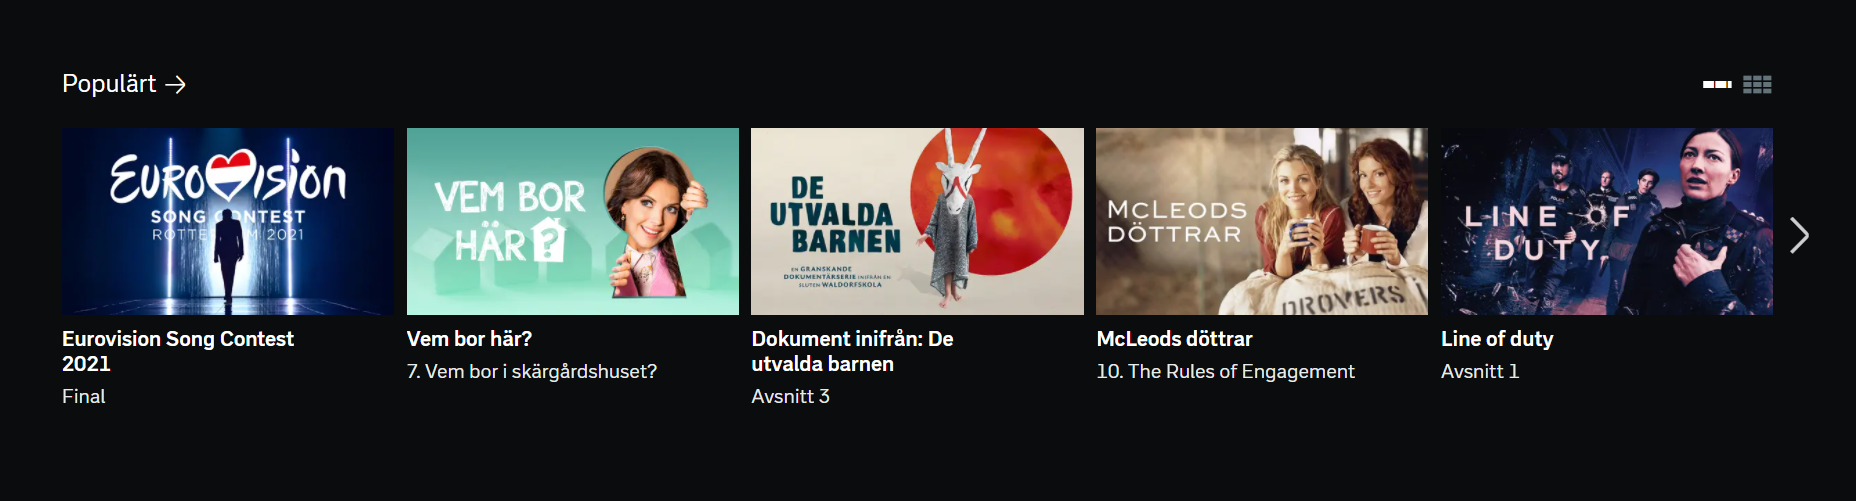 Populärt
EUROVISION
SONG CONTEST
ROTTERDAM 2021
Eurovision Song Contest
2021
Final
VEM BOR
HÄR?
Vem bor här?
7. Vem bor i skärgårdshuset?
DE
UTVALDA
BARNEN
EN GRANSKANDE
DOKUMENTÄRSERIE INIFRÅN EN
SLUTEN WALDORFSKOLA
Dokument inifrån: De
utvalda barnen
Avsnitt 3
MCLEODS
DÖTTRAR
DROVERS
McLeods döttrar
10. The Rules of Engagement
LINE OF
DUTY
Line of duty
Avsnitt 1